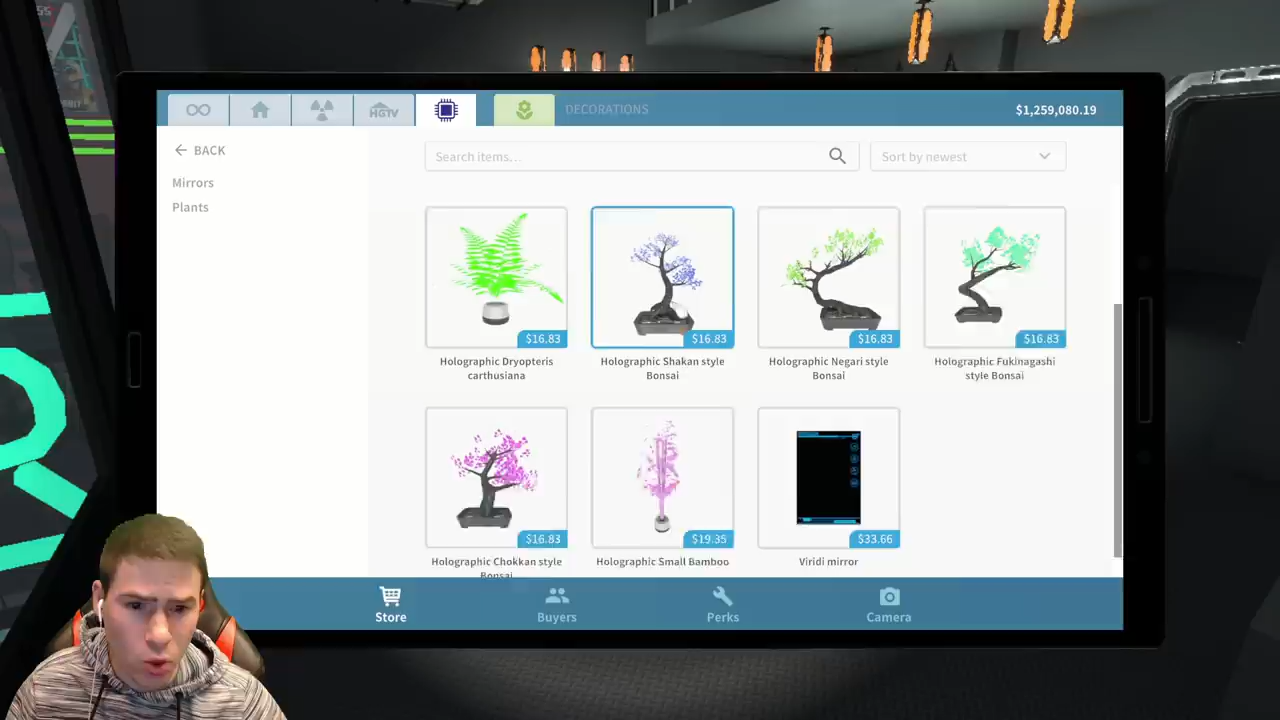 HGTV
DECORATIONS
$1,259,080.19
BACK
Search items...
Sort by newest
Mirrors
Plants
$16.83
$16.83
$16.83
$16.83
Holographic Dryopteris
carthusiana
Holographic Shakan style
Bonsai
Holographic Negari style
Bonsai
Holographic Fukinagashi
style Bonsai
$16.83
$19.35
$33.66
Holographic Chokkan style
Bonsai
Holographic Small Bamboo
Viridi mirror
Store
Buyers
Perks
Camera